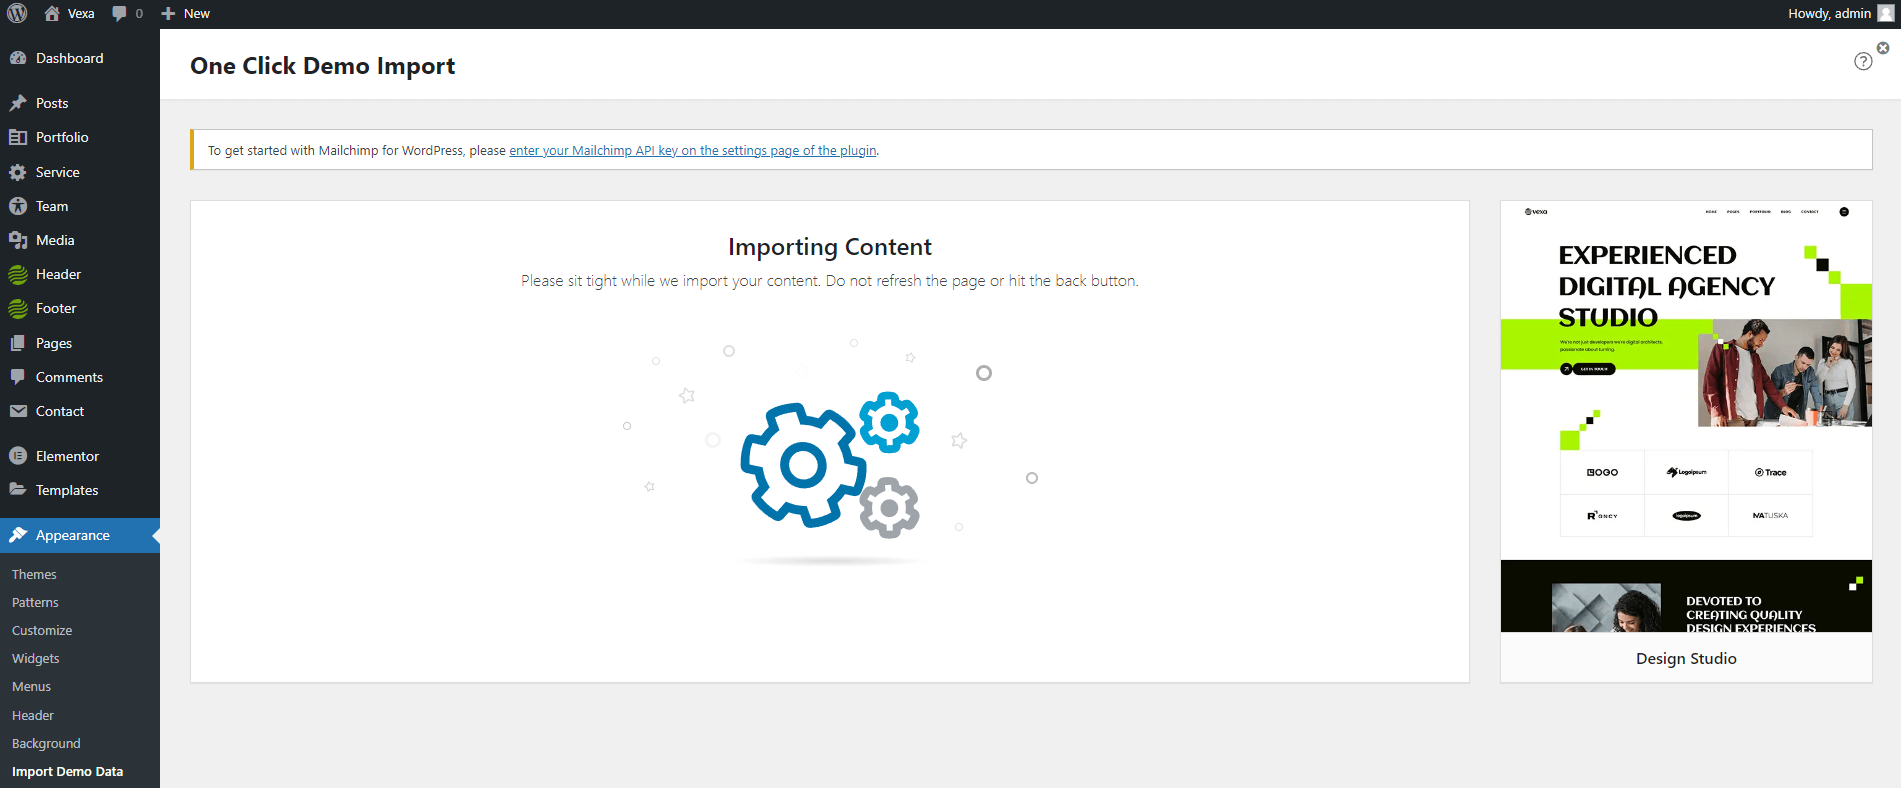 Vexa
0
New
Howdy, admin
Dashboard
Posts
Portfolio
Service
Team
Media
Header
Footer
Pages
Comments
Contact
Elementor
Templates
Appearance
Themes
Patterns
Customize
Widgets
Menus
Header
Background
Import Demo Data
One Click Demo Import
?
To get started with Mailchimp for WordPress, please enter your Mailchimp API key on the settings page of the plugin.
Importing Content
Please sit tight while we import your content. Do not refresh the page or hit the back button.
vexa
HOME PAGES PORTFOLIO BLOG CONTACT
EXPERIENCED
DIGITAL AGENCY
STUDIO
We're not just developers we're digital architects,
passionate about turning.
GET IN TOUCH
LOGO
Logoipsum
Trace
logoipsum
DEVOTED TO
CREATING QUALITY
DESIGN EXPERIENCES
Design Studio